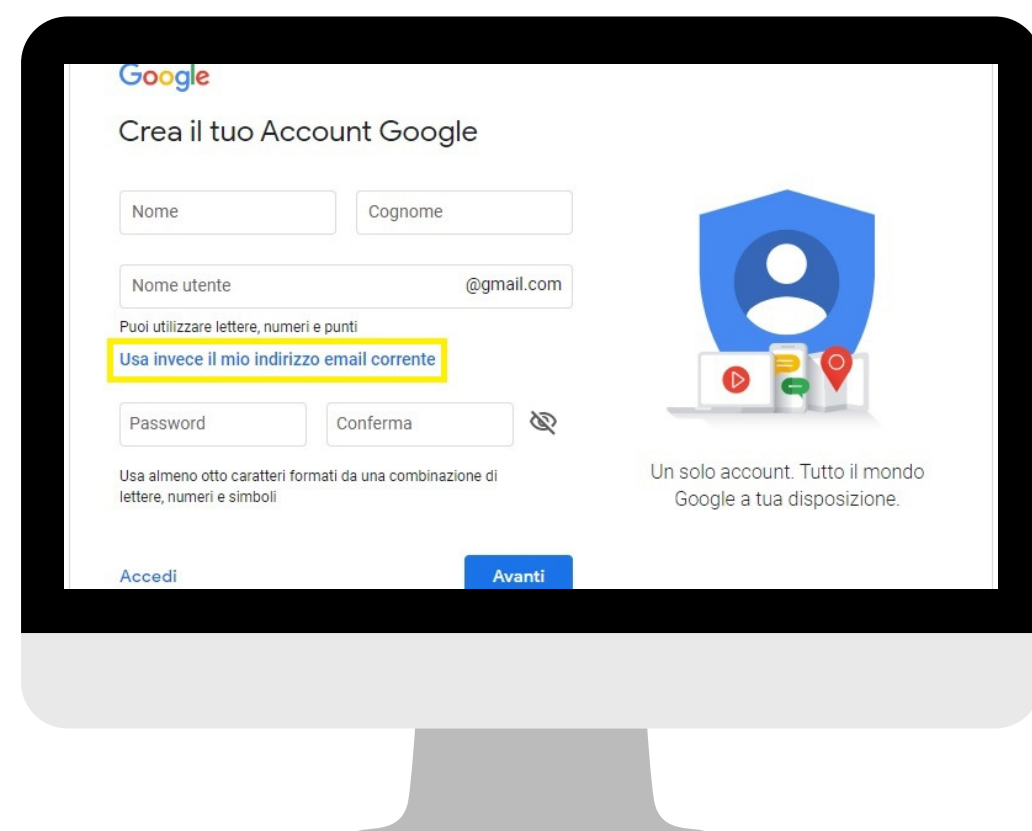 Google
Crea il tuo Account Google
Nome
Cognome
Nome utente
@gmail.com
Puoi utilizzare lettere, numeri e punti
Usa invece il mio indirizzo email corrente
Password
Conferma
Usa almeno otto caratteri formati da una combinazione di
lettere, numeri e simboli
Accedi
Avanti
Un solo account. Tutto il mondo
Google a tua disposizione.